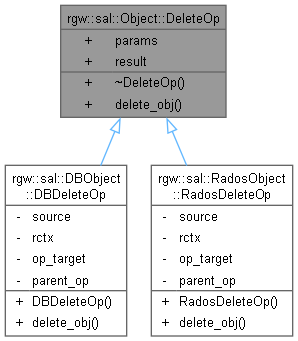 rgw::sal::Object::DeleteOp
+ params
+ result
+ ~DeleteOp()
+ delete_obj()
rgw::sal::DBObject
::DBDeleteOp
- source
- rctx
- op_target
- parent_op
+ DBDeleteOp()
+ delete_obj()
rgw::sal::RadosObject
::RadosDeleteOp
- source
- rctx
- op_target
- parent_op
+ RadosDeleteOp()
+ delete_obj()